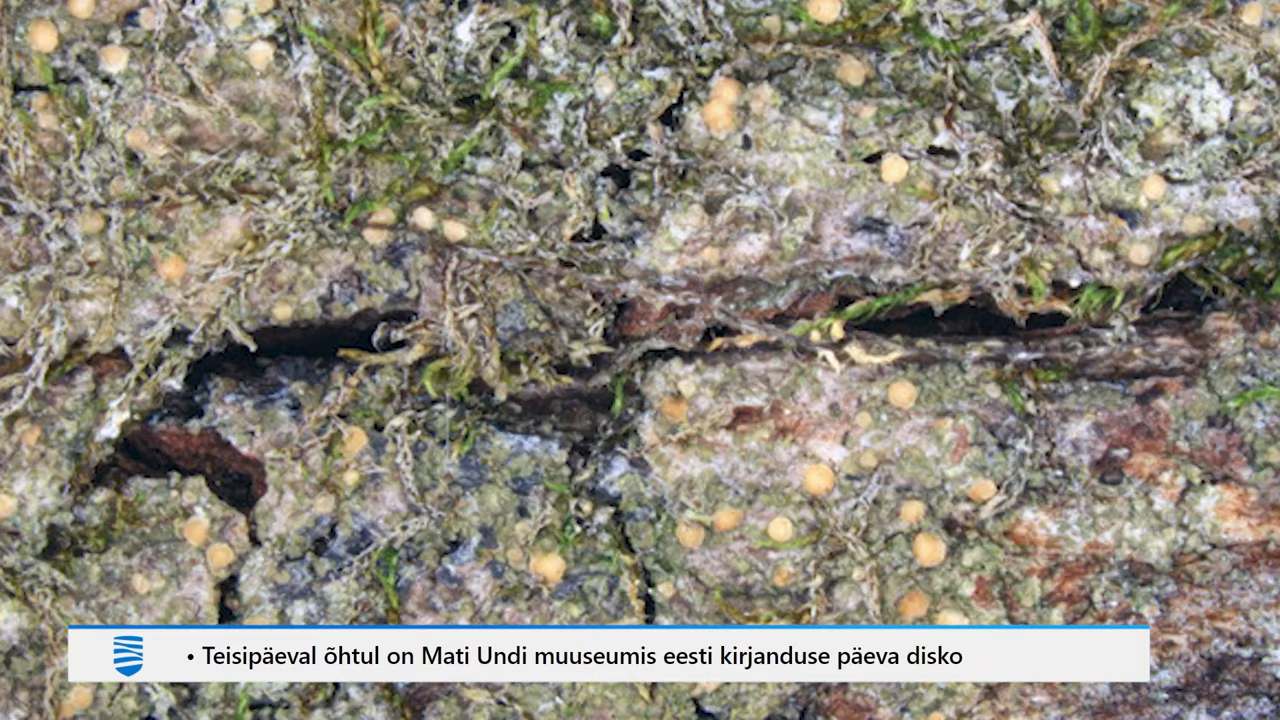 • Teisipäeval õhtul on Mati Undi muuseumis eesti kirjanduse päeva disko